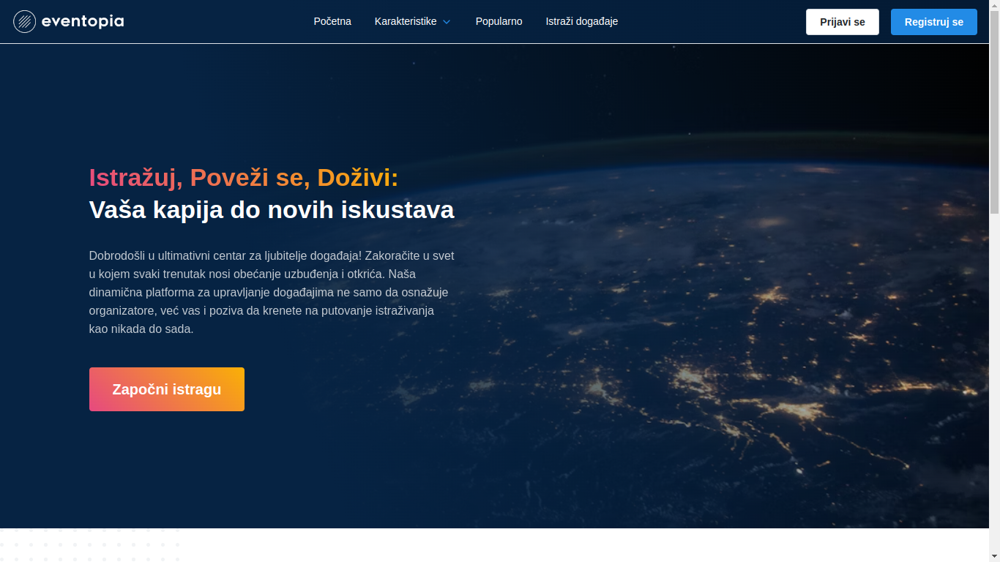 eventopia
Početna
Karakteristike
Popularno
Istraži događaje
Prijavi se
Registruj se
Istražuj, Poveži se, Doživi:
Vaša kapija do novih iskustava
Dobrodošli u ultimativni centar za ljubitelje događaja! Zakoračite u svet
u kojem svaki trenutak nosi obećanje uzbuđenja i otkrića. Naša
dinamična platforma za upravljanje događajima ne samo da osnažuje
organizatore, već vas i poziva da krenete na putovanje istraživanja
kao nikada do sada.
Započni istragu